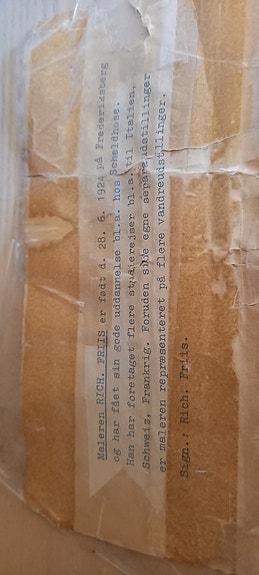 Maleren RICH. FRIIS er født d. 28. 6. 1924 på Frederiksberg
og har fået sin gode uddannelse bl.a. hos Scheldhose.
Han har foretaget flere studierejser bl.a. til Italien,
Schweiz, Frankrig. Foruden sine egne separatudstillinger
er maleren repræsenteret på flere vandreudstillinger.
Sign.: Rich. Friis.